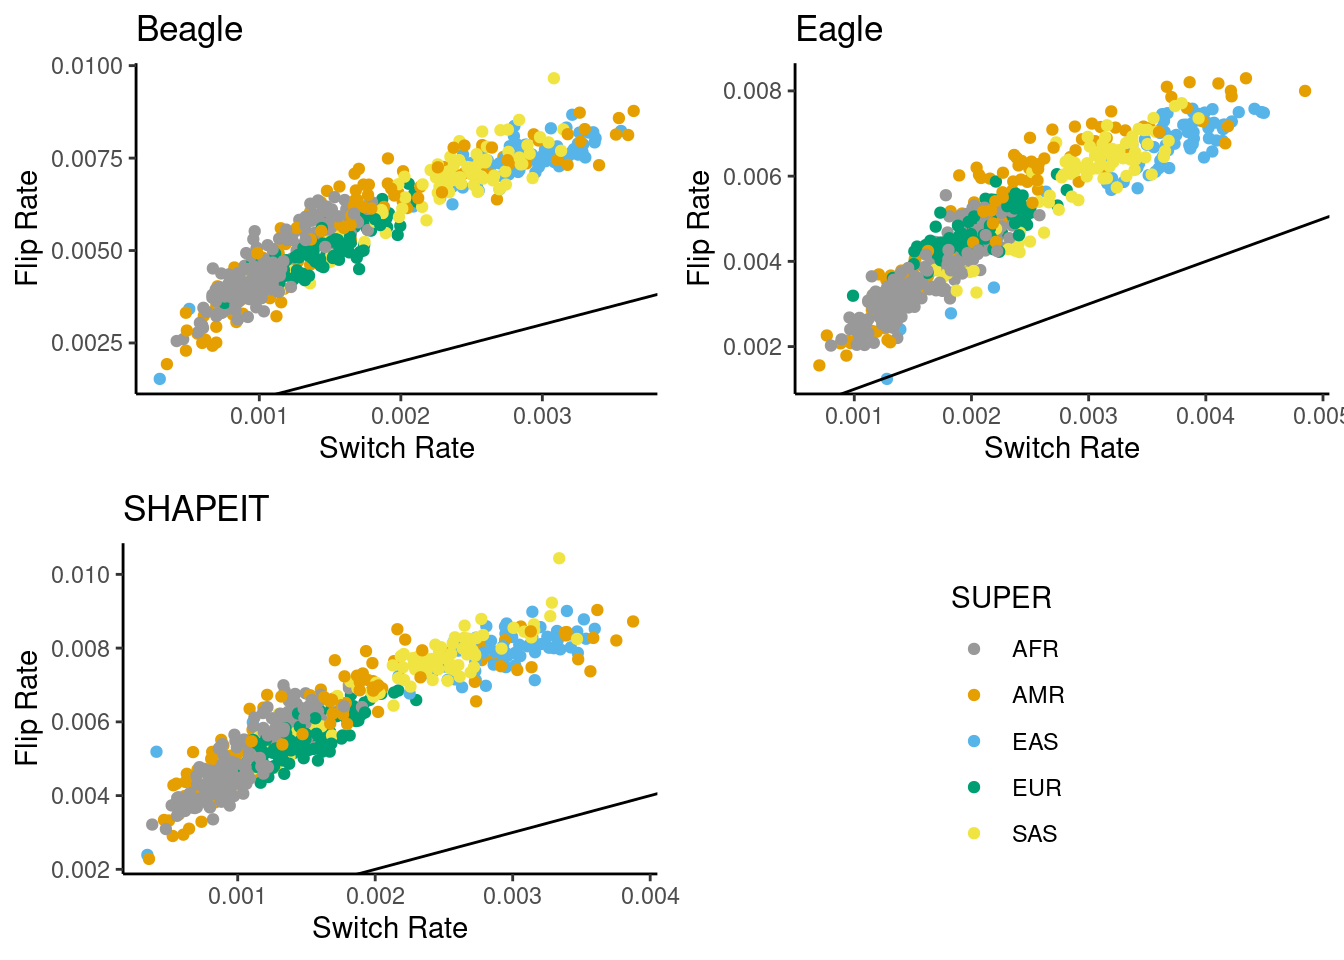 Beagle
0.0100
0.0075
0.0050
0.0025
Flip Rate
0.001 0.002 0.003
Switch Rate
Eagle
0.008
0.006
0.004
0.002
Flip Rate
0.001 0.002 0.003 0.004 0.005
Switch Rate
SHAPEIT
0.010
0.008
0.006
0.004
0.002
Flip Rate
0.001 0.002 0.003 0.004
Switch Rate
SUPER
AFR
AMR
EAS
EUR
SAS